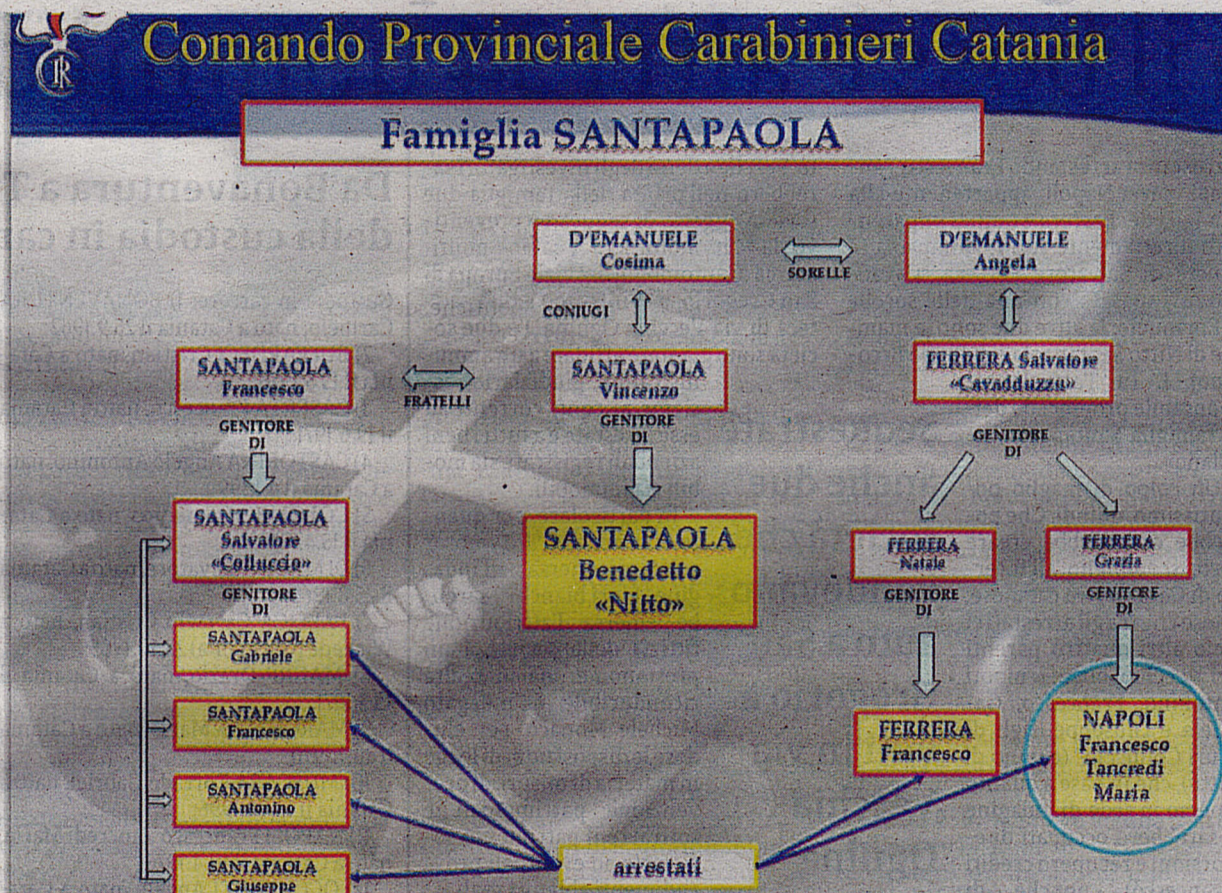 Comando Provinciale Carabinieri Catania
Famiglia SANTAPAOLA
D'EMANUELE
Cosima
SORELLE
D'EMANUELE
Angela
CONIUGI
SANTAPAOLA
Francesco
FRATELLI
SANTAPAOLA
Vincenzo
FERRERA Salvatore
«Cavadduzzu»
GENITORE
DI
GENITORE
DI
GENITORE
DI
SANTAPAOLA
Salvatore
«Colluccio»
SANTAPAOLA
Benedetto
«Nitto»
FERRERA
Natale
FERRERA
Grazia
GENITORE
DI
GENITORE
DI
GENITORE
DI
SANTAPAOLA
Gabriele
SANTAPAOLA
Francesco
SANTAPAOLA
Antonino
SANTAPAOLA
Giuseppe
FERRERA
Francesco
NAPOLI
Francesco
Tancredi
Maria
arrestati